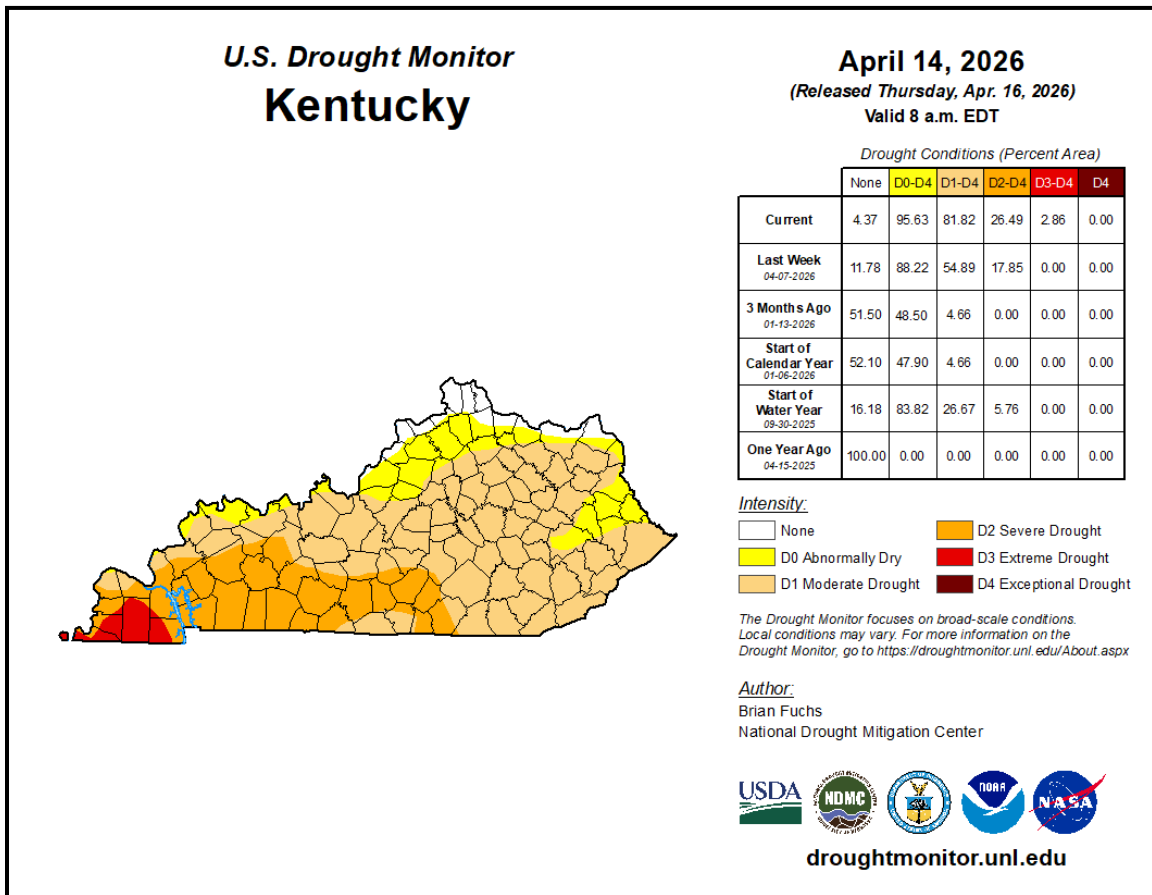 U.S. Drought Monitor
Kentucky
April 14, 2026
(Released Thursday, Apr. 16, 2026)
Valid 8 a.m. EDT
Drought Conditions (Percent Area)
None D0-D4 D1-D4 D2-D4 D3-D4 D4
Current 4.37 95.63 81.82 26.49 2.86 0.00
Last Week
04-07-2026 11.78 88.22 54.89 17.85 0.00 0.00
3 Months Ago
01-13-2026 51.50 48.50 4.66 0.00 0.00 0.00
Start of
Calendar Year
01-06-2026 52.10 47.90 4.66 0.00 0.00 0.00
Start of
Water Year
09-30-2025 16.18 83.82 26.67 5.76 0.00 0.00
One Year Ago
04-15-2025 100.00 0.00 0.00 0.00 0.00 0.00
Intensity:
None
D0 Abnormally Dry
D1 Moderate Drought
D2 Severe Drought
D3 Extreme Drought
D4 Exceptional Drought
The Drought Monitor focuses on broad-scale conditions.
Local conditions may vary. For more information on the
Drought Monitor, go to https://droughtmonitor.unl.edu/About.aspx
Author:
Brian Fuchs
National Drought Mitigation Center
USDA
NDMC
NOAA
NASA
droughtmonitor.unl.edu